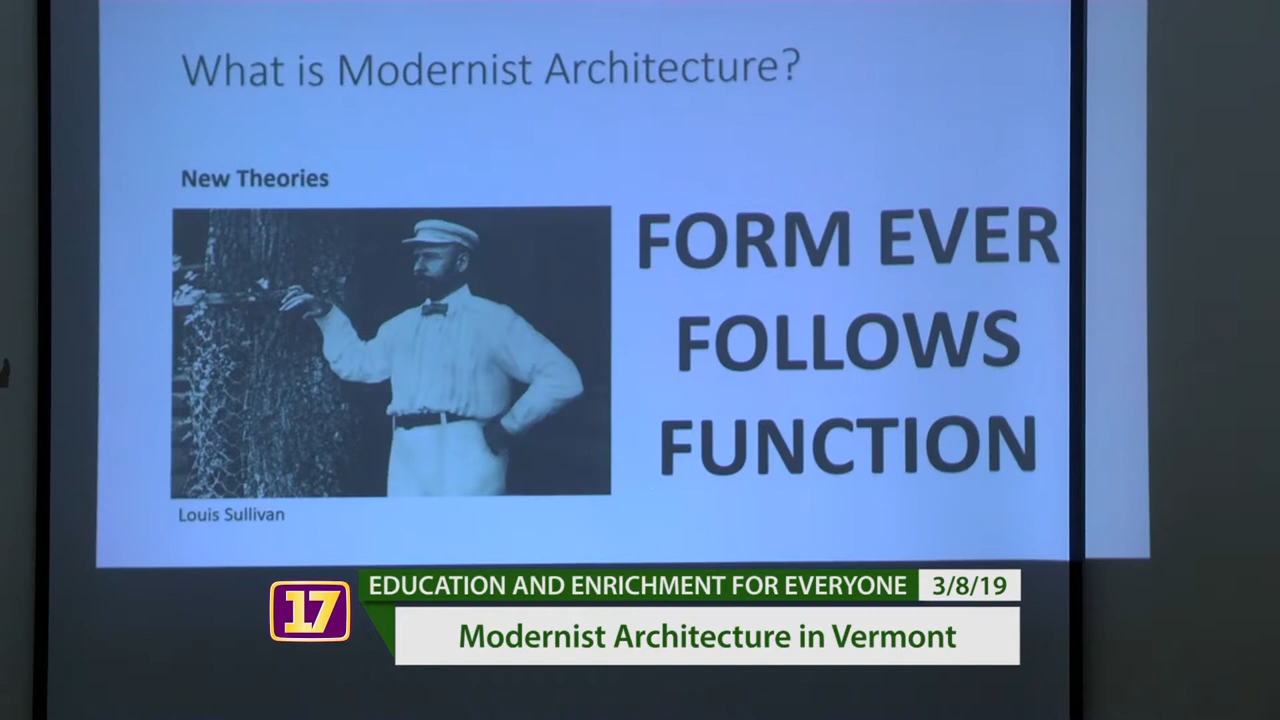 What is Modernist Architecture?
New Theories
FORM EVER
FOLLOWS
FUNCTION
Louis Sullivan
17
EDUCATION AND ENRICHMENT FOR EVERYONE
3/8/19
Modernist Architecture in Vermont